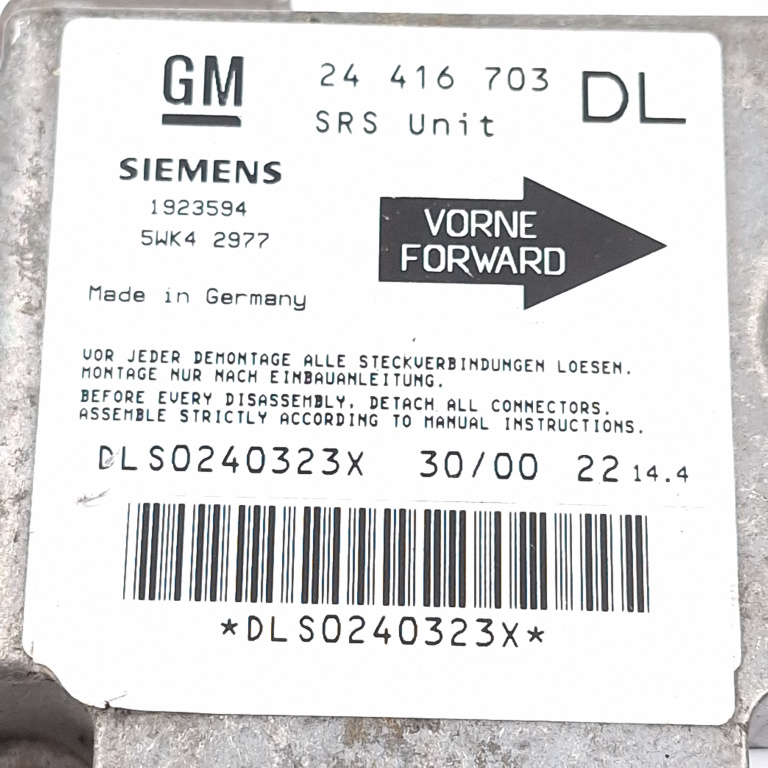 GM 24 416 703 DL
SRS Unit
SIEMENS
1923594
5WK4 2977
VORNE
FORWARD
Made in Germany
VOR JEDER DEMONTAGE ALLE STECKVERBINDUNGEN LOESEN.
MONTAGE NUR NACH EINBAUANLEITUNG.
BEFORE EVERY DISASSEMBLY, DETACH ALL CONNECTORS.
ASSEMBLE STRICTLY ACCORDING TO MANUAL INSTRUCTIONS.
DLS0240323X 30/00 22 14.4
*DLS0240323X*